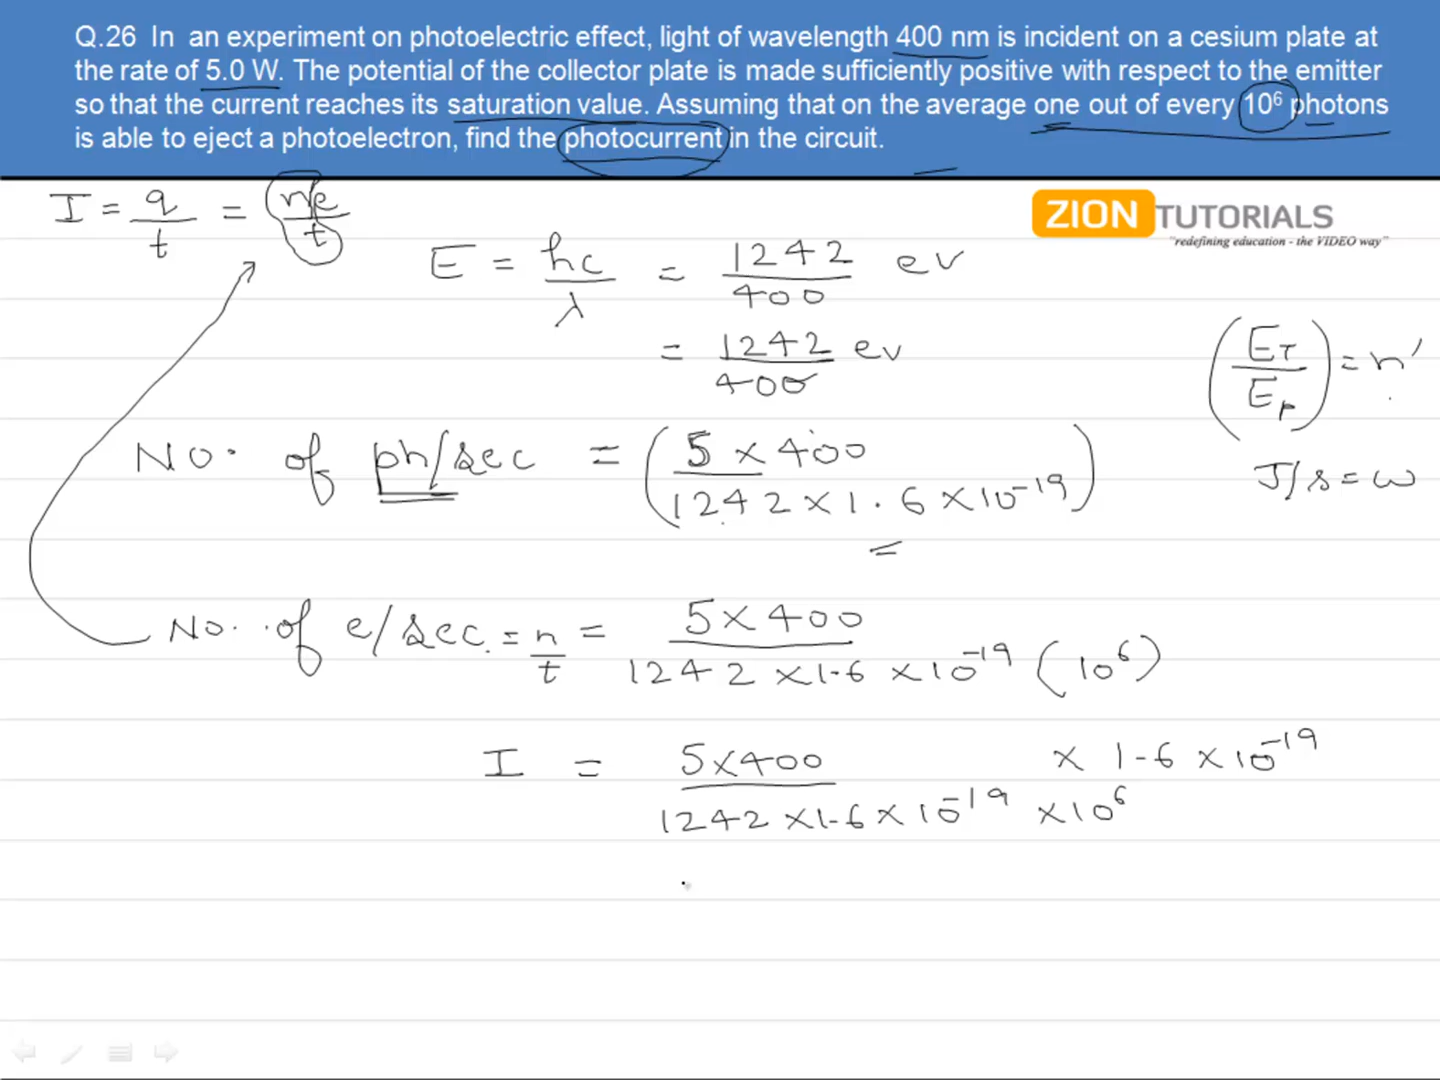 Q.26 In an experiment on photoelectric effect, light of wavelength 400 nm is incident on a cesium plate at
the rate of 5.0 W. The potential of the collector plate is made sufficiently positive with respect to the emitter
so that the current reaches its saturation value. Assuming that on the average one out of every 10⁶ photons
is able to eject a photoelectron, find the photocurrent in the circuit.
I = q/t = ne/t
ZION TUTORIALS
"redefining education - the VIDEO way"
E = hc/λ = 1242/400 ev
= 1242/400 ev
(E_T/E_p) = n'
No. of ph/sec = (5 × 400 / 1242 × 1.6 × 10⁻¹⁹)
J/s = w
=
No. of e/sec. = n/t = 5 × 400 / 1242 × 1.6 × 10⁻¹⁹ (10⁶)
I = 5 × 400 / 1242 × 1.6 × 10⁻¹⁹ × 10⁶ × 1.6 × 10⁻¹⁹